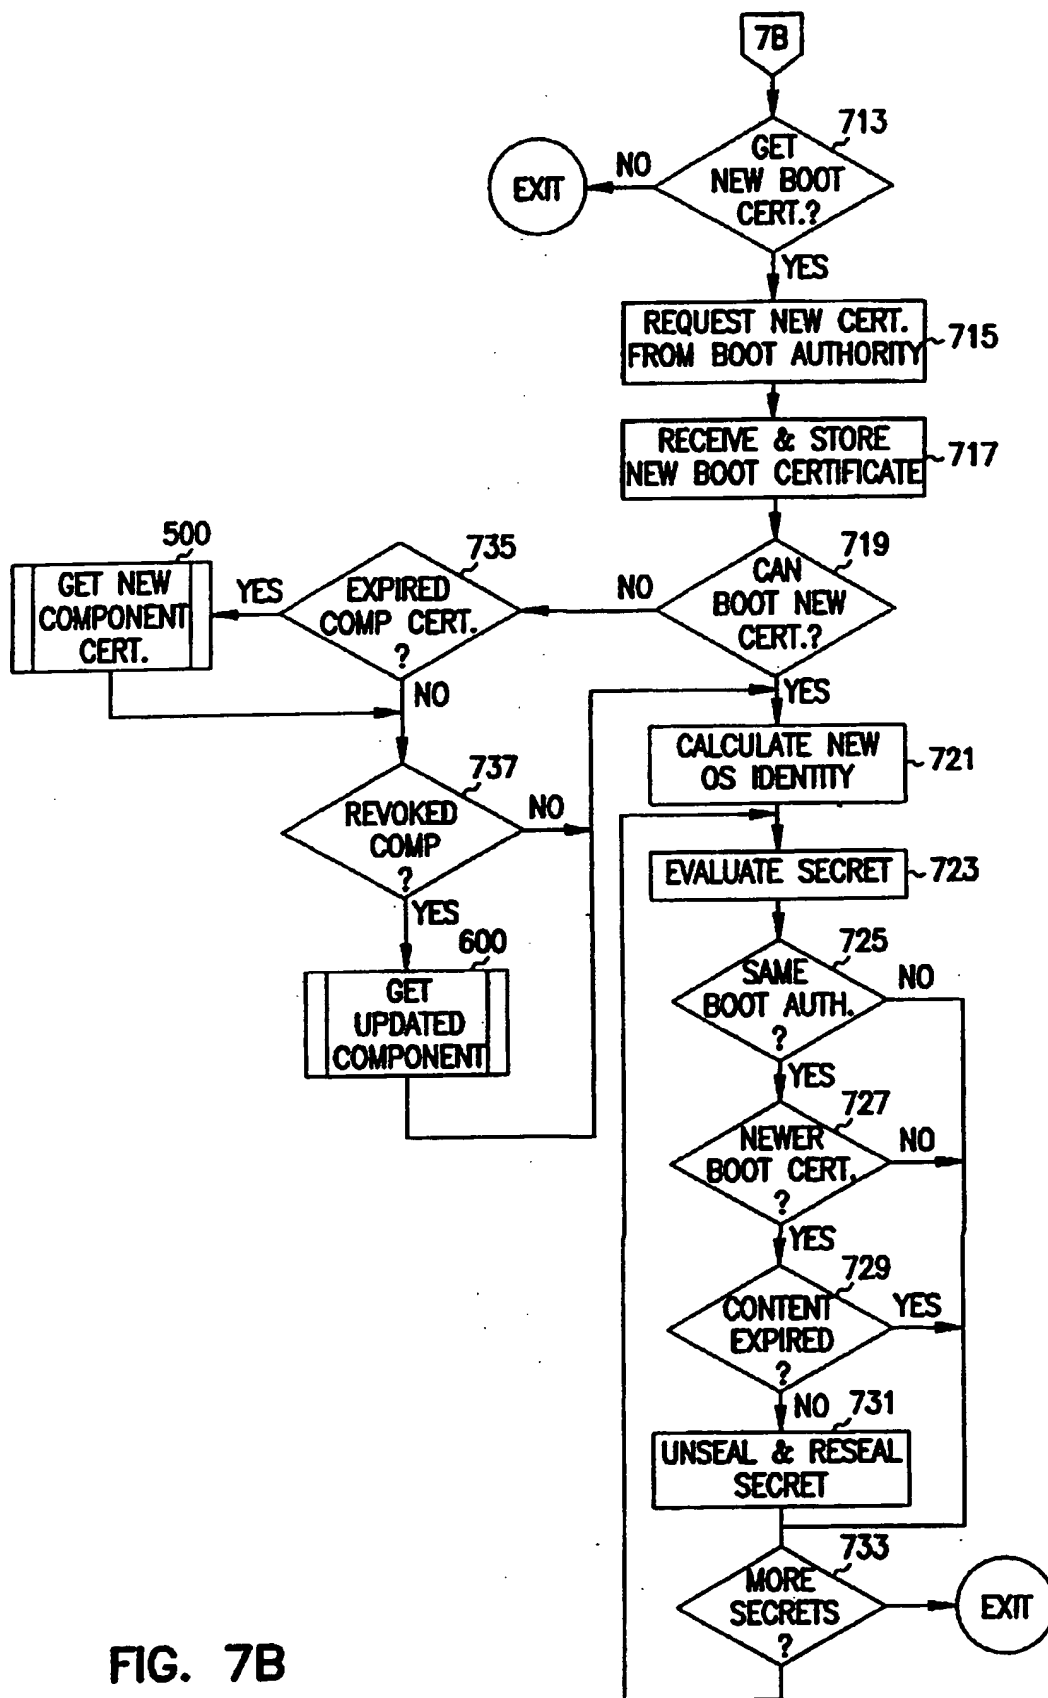 7B
713
GET
NEW BOOT
CERT.?
NO
EXIT
YES
REQUEST NEW CERT.
FROM BOOT AUTHORITY
715
RECEIVE & STORE
NEW BOOT CERTIFICATE
717
719
CAN
BOOT NEW
CERT.?
NO
YES
735
EXPIRED
COMP CERT.
?
YES
NO
500
GET NEW
COMPONENT
CERT.
737
REVOKED
COMP
?
NO
YES
600
GET
UPDATED
COMPONENT
CALCULATE NEW
OS IDENTITY
721
EVALUATE SECRET
723
725
SAME
BOOT AUTH.
?
NO
YES
727
NEWER
BOOT CERT.
?
NO
YES
729
CONTENT
EXPIRED
?
YES
NO
731
UNSEAL & RESEAL
SECRET
733
MORE
SECRETS
?
EXIT
FIG. 7B